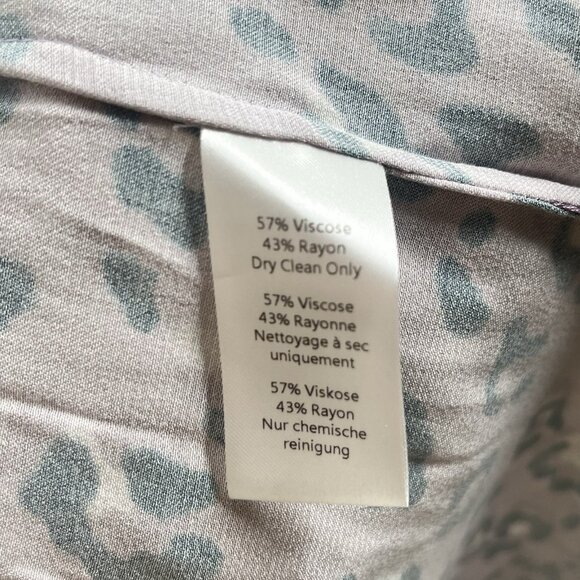 57% Viscose
43% Rayon
Dry Clean Only
57% Viscose
43% Rayonne
Nettoyage à sec
uniquement
57% Viskose
43% Rayon
Nur chemische
reinigung